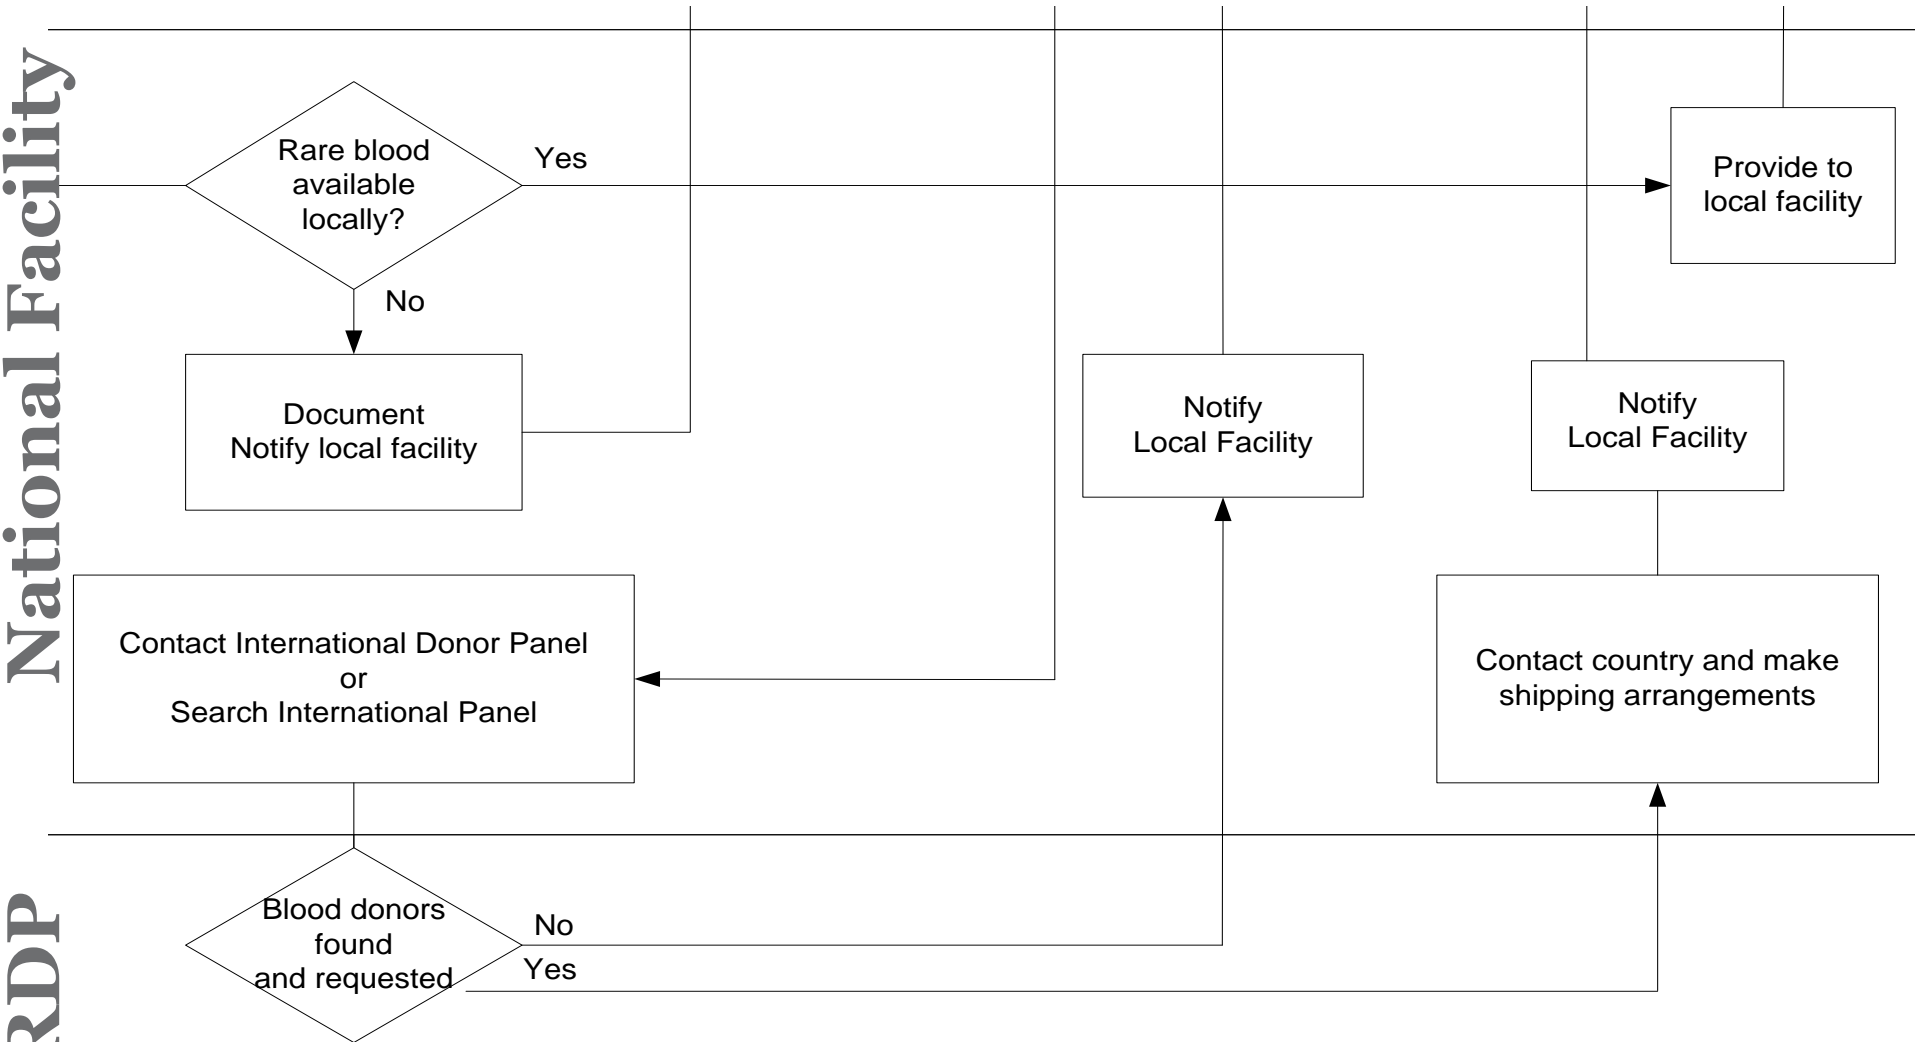 National Facility
Rare blood
available
locally?
Yes
Provide to
local facility
No
Document
Notify local facility
Notify
Local Facility
Notify
Local Facility
Contact International Donor Panel
or
Search International Panel
Contact country and make
shipping arrangements
RDP
Blood donors
found
and requested
No
Yes